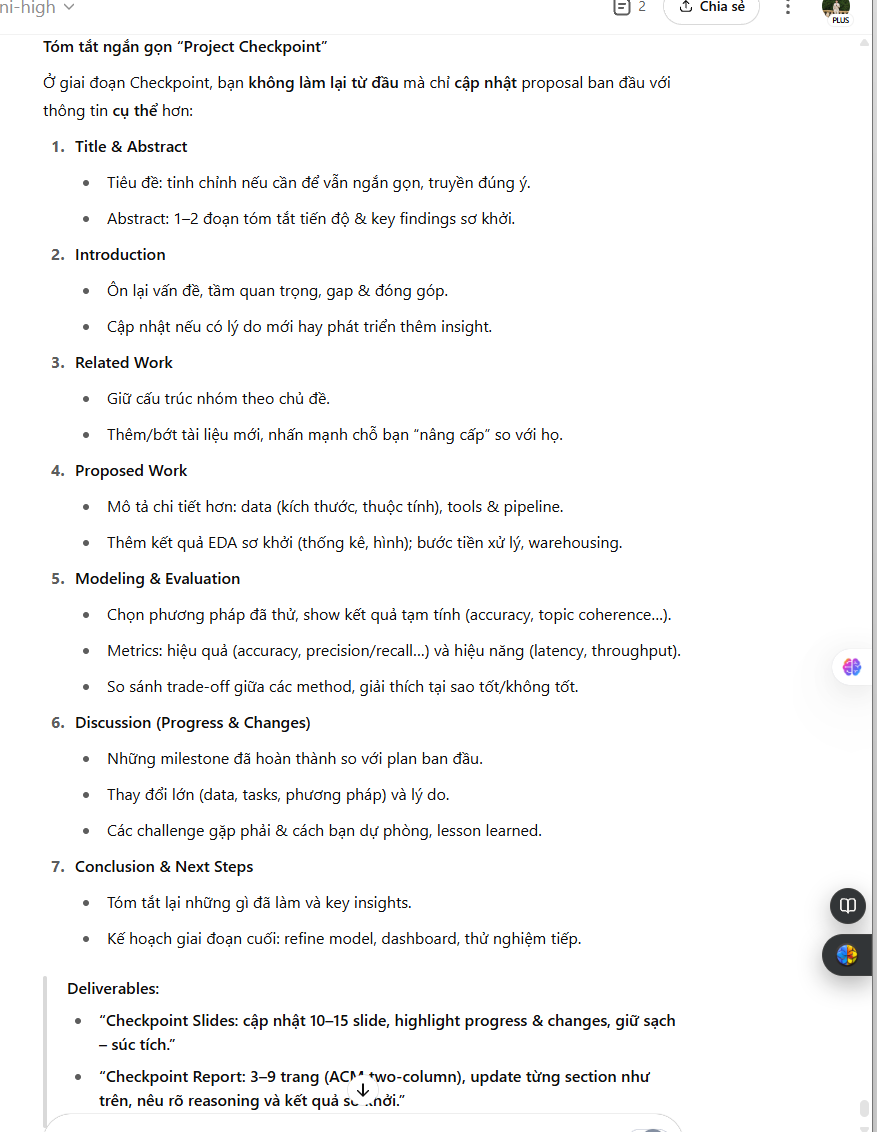 ni-high
2
Chia sẻ
PLUS
Tóm tắt ngắn gọn “Project Checkpoint”
Ở giai đoạn Checkpoint, bạn không làm lại từ đầu mà chỉ cập nhật proposal ban đầu với
thông tin cụ thể hơn:
1. Title & Abstract
• Tiêu đề: tinh chỉnh nếu cần để vẫn ngắn gọn, truyền đúng ý.
• Abstract: 1–2 đoạn tóm tắt tiến độ & key findings sơ khởi.
2. Introduction
• Ôn lại vấn đề, tầm quan trọng, gap & đóng góp.
• Cập nhật nếu có lý do mới hay phát triển thêm insight.
3. Related Work
• Giữ cấu trúc nhóm theo chủ đề.
• Thêm/bớt tài liệu mới, nhấn mạnh chỗ bạn “nâng cấp” so với họ.
4. Proposed Work
• Mô tả chi tiết hơn: data (kích thước, thuộc tính), tools & pipeline.
• Thêm kết quả EDA sơ khởi (thống kê, hình); bước tiền xử lý, warehousing.
5. Modeling & Evaluation
• Chọn phương pháp đã thử, show kết quả tạm tính (accuracy, topic coherence…).
• Metrics: hiệu quả (accuracy, precision/recall…) và hiệu năng (latency, throughput).
• So sánh trade-off giữa các method, giải thích tại sao tốt/không tốt.
6. Discussion (Progress & Changes)
• Những milestone đã hoàn thành so với plan ban đầu.
• Thay đổi lớn (data, tasks, phương pháp) và lý do.
• Các challenge gặp phải & cách bạn dự phòng, lesson learned.
7. Conclusion & Next Steps
• Tóm tắt lại những gì đã làm và key insights.
• Kế hoạch giai đoạn cuối: refine model, dashboard, thử nghiệm tiếp.
Deliverables:
• “Checkpoint Slides: cập nhật 10–15 slide, highlight progress & changes, giữ sạch
– súc tích.”
• “Checkpoint Report: 3–9 trang (ACM two-column), update từng section như
trên, nêu rõ reasoning và kết quả sơ khởi.”